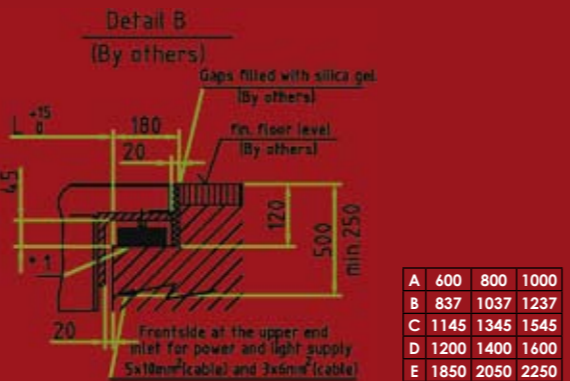 Detail B
(By others)
Gaps filled with silica gel
(By others)
L +15 0
180
20
fin. floor level
(By others)
45
120
500
min.250
* 1
20
Frontside at the upper end
inlet for power and light supply
5x10mm²(cable) and 3x6mm²(cable)
A 600 800 1000
B 837 1037 1237
C 1145 1345 1545
D 1200 1400 1600
E 1850 2050 2250